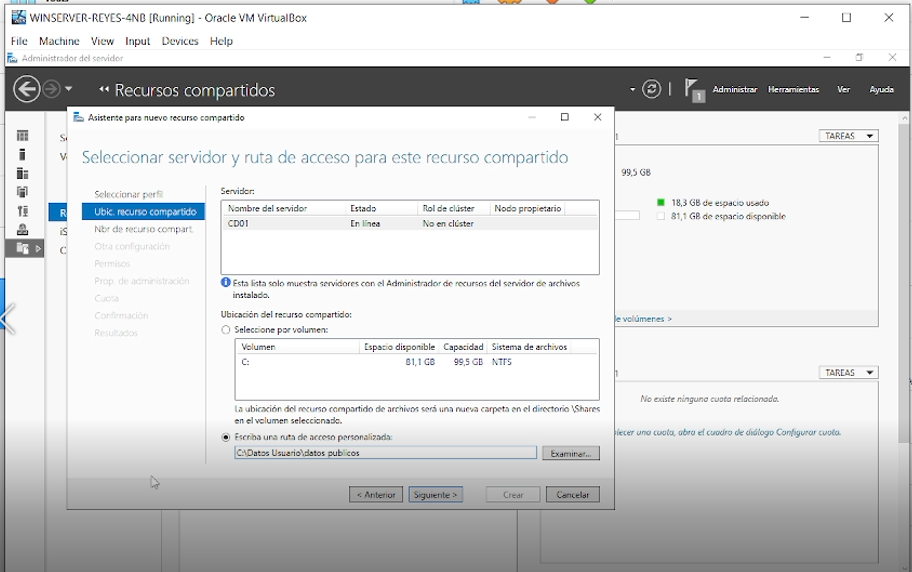 WINSERVER-REYES-4NB [Running] - Oracle VM VirtualBox
File Machine View Input Devices Help
Administrador del servidor
Recursos compartidos
1
Administrar Herramientas Ver Ayuda
Asistente para nuevo recurso compartido
Seleccionar servidor y ruta de acceso para este recurso compartido
Seleccionar perfil
Ubic. recurso compartido
Nbr de recurso compart.
Otra configuración
Permisos
Prop. de administración
Cuota
Confirmación
Resultados
Servidor:
Nombre del servidor Estado Rol de clúster Nodo propietario
CD01 En línea No en clúster
Esta lista solo muestra servidores con el Administrador de recursos del servidor de archivos
instalado.
Ubicación del recurso compartido:
Seleccione por volumen:
Volumen Espacio disponible Capacidad Sistema de archivos
C: 81,1 GB 99,5 GB NTFS
La ubicación del recurso compartido de archivos será una nueva carpeta en el directorio \Shares
en el volumen seleccionado.
Escriba una ruta de acceso personalizada:
C:\Datos Usuario\datos publicos
Examinar...
< Anterior Siguiente > Crear Cancelar
TAREAS
99,5 GB
18,3 GB de espacio usado
81,1 GB de espacio disponible
de volúmenes >
TAREAS
No existe ninguna cuota relacionada.
lecer una cuota, abra el cuadro de diálogo Configurar cuota.